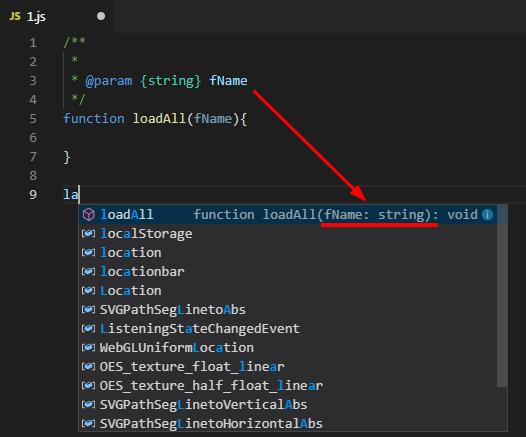 JS 1.js
1 /**
2 *
3 * @param {string} fName
4 */
5 function loadAll(fName){
6
7 }
8
9 la
loadAll function loadAll(fName: string): void
localStorage
location
locationbar
Location
SVGPathSegLinetoAbs
ListeningStateChangedEvent
WebGLUniformLocation
OES_texture_float_linear
OES_texture_half_float_linear
SVGPathSegLinetoVerticalAbs
SVGPathSegLinetoHorizontalAbs